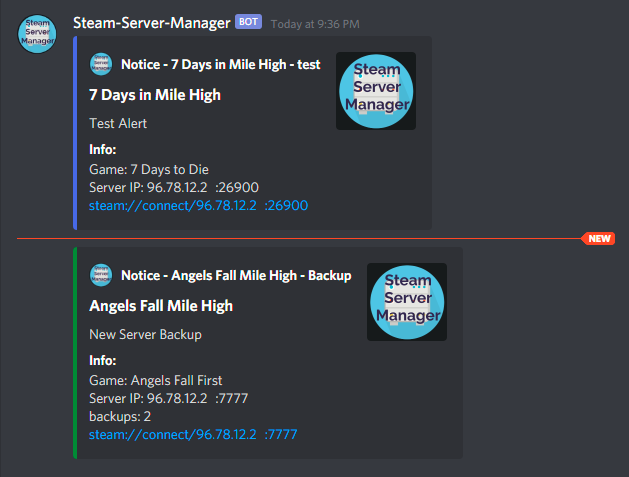 Steam
Server
Manager
Steam-Server-Manager BOT Today at 9:36 PM
Steam
Server
Manager
Notice - 7 Days in Mile High - test
Steam
Server
Manager
7 Days in Mile High
Test Alert
Info:
Game: 7 Days to Die
Server IP: 96.78.12.2 :26900
steam://connect/96.78.12.2 :26900
NEW
Steam
Server
Manager
Notice - Angels Fall Mile High - Backup
Steam
Server
Manager
Angels Fall Mile High
New Server Backup
Info:
Game: Angels Fall First
Server IP: 96.78.12.2 :7777
backups: 2
steam://connect/96.78.12.2 :7777